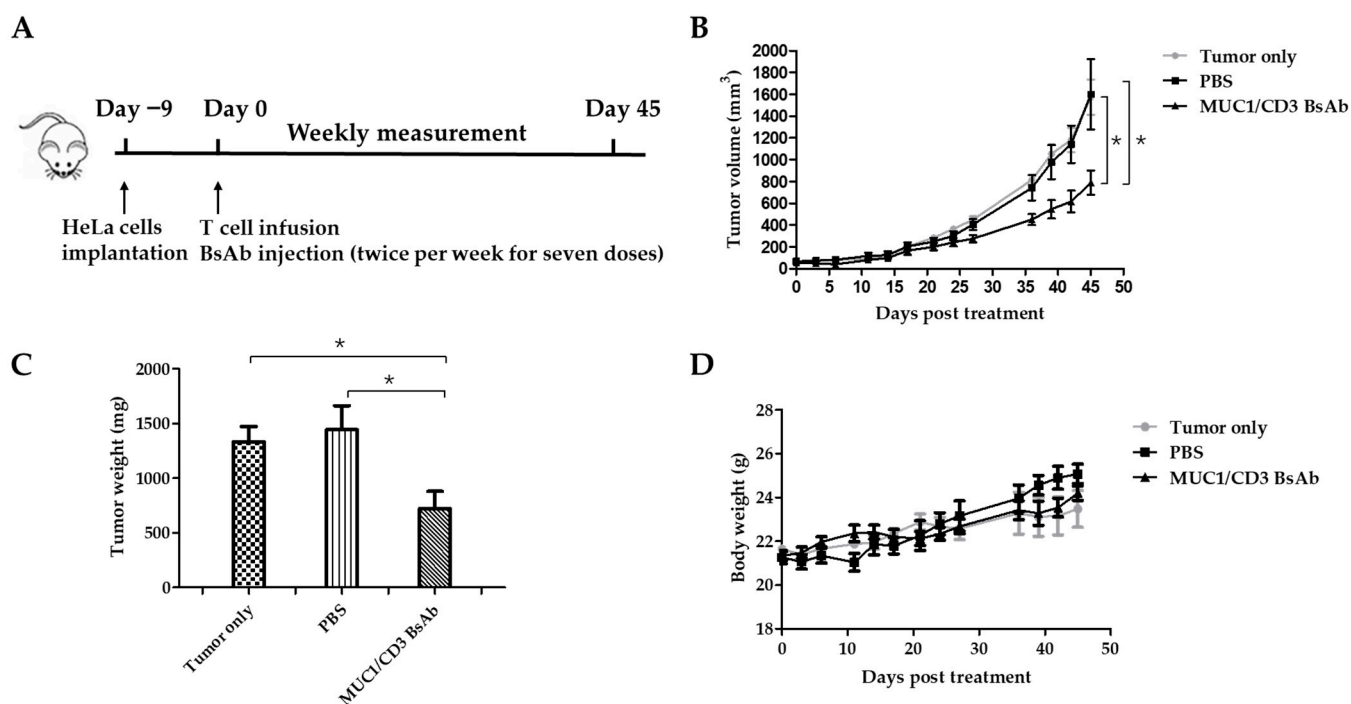 A
Day −9
Day 0
Day 45
Weekly measurement
HeLa cells
implantation
T cell infusion
BsAb injection (twice per week for seven doses)
B
Tumor volume (mm³)
2000
1800
1600
1400
1200
1000
800
600
400
200
0
0 5 10 15 20 25 30 35 40 45 50
Days post treatment
Tumor only
PBS
MUC1/CD3 BsAb
*
*
C
Tumor weight (mg)
2000
1500
1000
500
0
*
*
Tumor only
PBS
MUC1/CD3 BsAb
D
Body weight (g)
28
26
24
22
20
18
0 10 20 30 40 50
Days post treatment
Tumor only
PBS
MUC1/CD3 BsAb